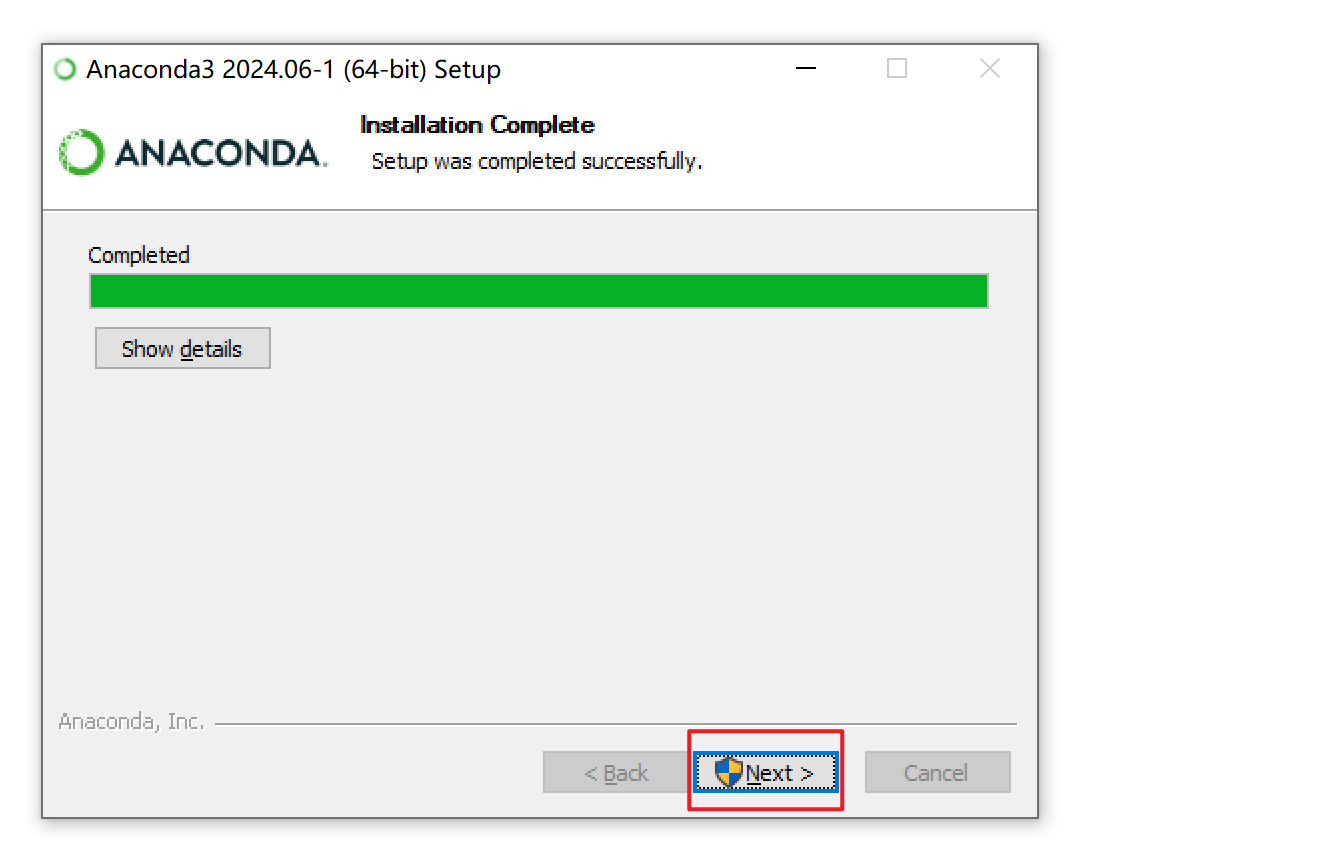 Anaconda3 2024.06-1 (64-bit) Setup
ANACONDA.
Installation Complete
Setup was completed successfully.
Completed
Show details
Anaconda, Inc.
< Back
Next >
Cancel